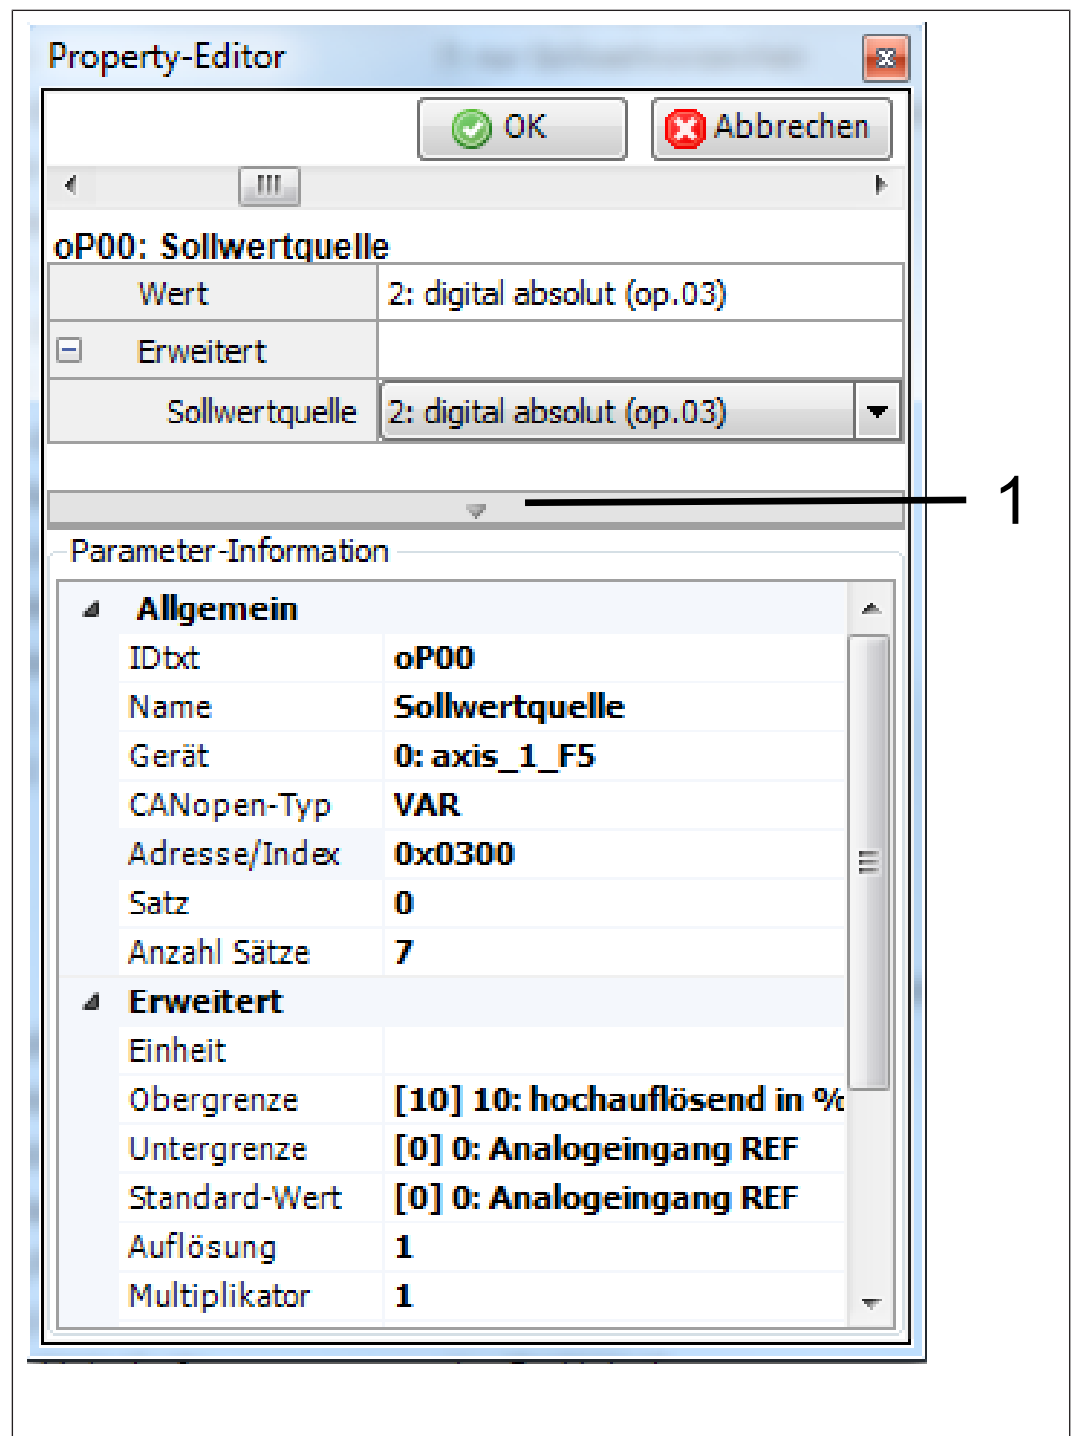 Property-Editor
OK Abbrechen
oP00: Sollwertquelle
Wert 2: digital absolut (op.03)
Erweitert
Sollwertquelle 2: digital absolut (op.03)
1
Parameter-Information
Allgemein
IDtxt oP00
Name Sollwertquelle
Gerät 0: axis_1_F5
CANopen-Typ VAR
Adresse/Index 0x0300
Satz 0
Anzahl Sätze 7
Erweitert
Einheit
Obergrenze [10] 10: hochauflösend in %
Untergrenze [0] 0: Analogeingang REF
Standard-Wert [0] 0: Analogeingang REF
Auflösung 1
Multiplikator 1